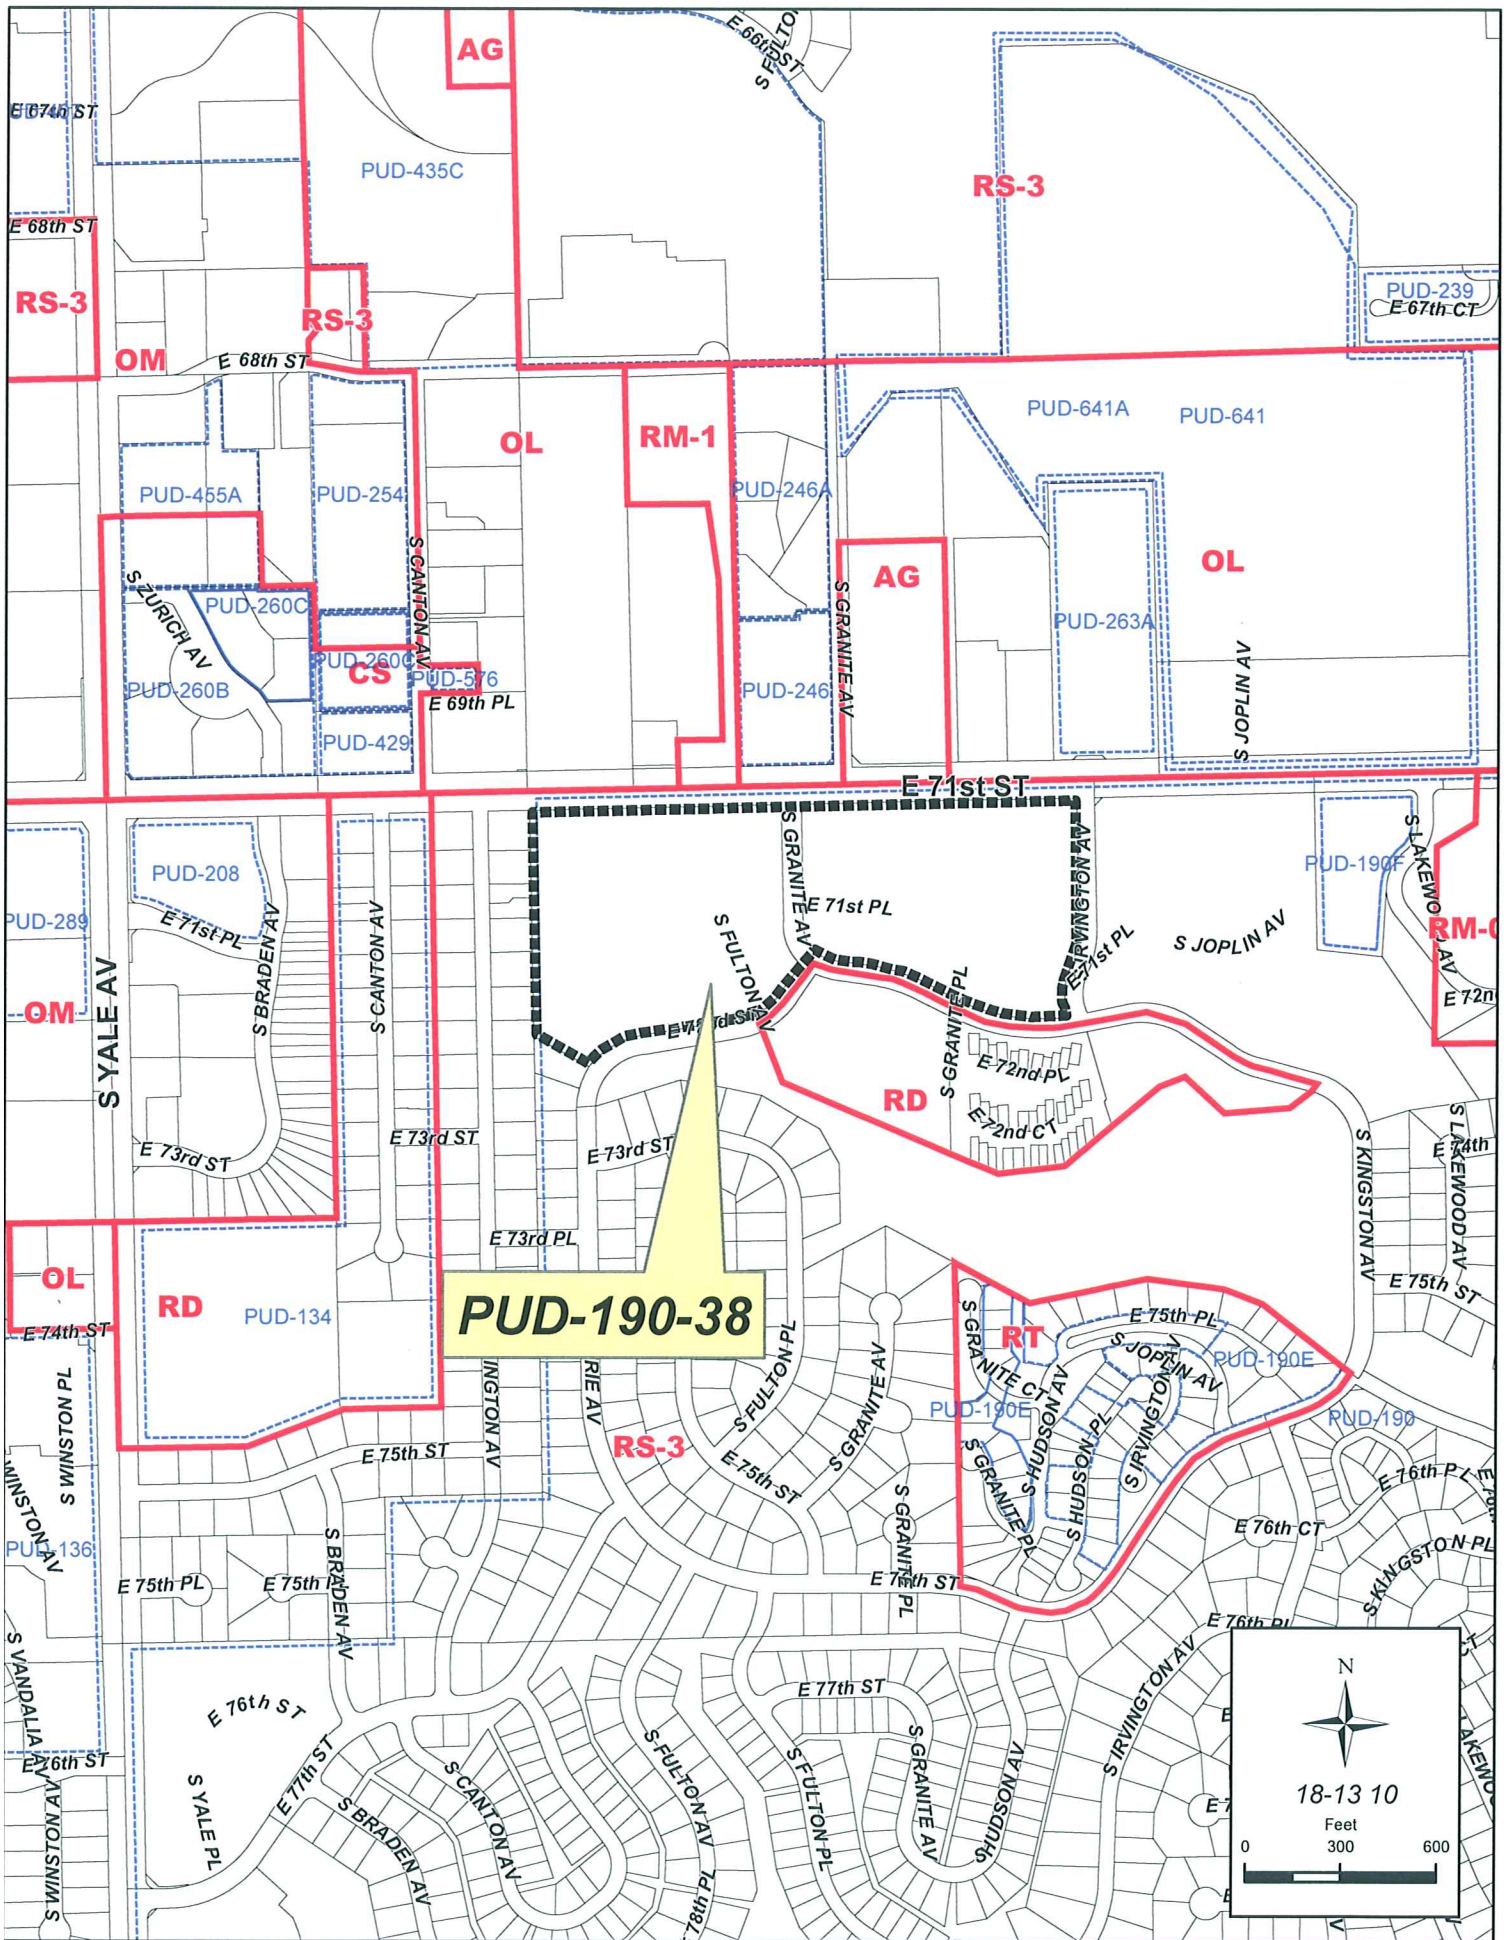 AG
E 66th ST
S FULTON
E 67th ST
PUD-435C
RS-3
E 68th ST
RS-3
RS-3
OM
E 68th ST
PUD-239
E 67th CT
PUD-641A
PUD-641
OL
RM-1
PUD-455A
PUD-254
PUD-246A
S CANTON AV
AG
OL
S ZURICH AV
PUD-260C
S GRANITE AV
PUD-263A
PUD-260C
CS
PUD-576
PUD-260B
E 69th PL
PUD-246
S JOPLIN AV
PUD-429
E 71st ST
PUD-208
S GRANITE AV
S IRVINGTON AV
PUD-190F
PUD-289
E 71st PL
S BRADEN AV
S CANTON AV
S FULTON AV
E 71st PL
E 71st PL
S JOPLIN AV
OM
S YALE AV
S GRANITE PL
E 72nd PL
RD
E 72nd CT
E 73rd ST
E 73rd ST
E 73rd ST
S KINGSTON AV
S LAKEWOOD AV
E 74th
E 73rd PL
OL
RD
PUD-134
PUD-190-38
E 74th ST
E 75th ST
S GRANITE CT
RT
E 75th PL
S JOPLIN AV
PUD-190E
S WINSTON PL
S FULTON PL
S GRANITE AV
PUD-190E
S HUDSON AV
S HUDSON PL
S IRVINGTON AV
PUD-190
INGTON AV
RIE AV
E 75th ST
RS-3
E 75th ST
S GRANITE PL
E 76th PL
WINSTON AV
PUD-136
S BRADEN AV
E 75th PL
S GRANITE PL
E 76th CT
S KINGSTON PL
E 76th PL
S VANDALIA AV
E 76th ST
E 76th ST
E 77th ST
S YALE PL
S WINSTON AV
S BRADEN AV
S CANTON AV
S FULTON AV
78th PL
E 77th ST
S FULTON PL
S GRANITE AV
S HUDSON AV
S IRVINGTON AV
N
18-13 10
Feet
0 300 600